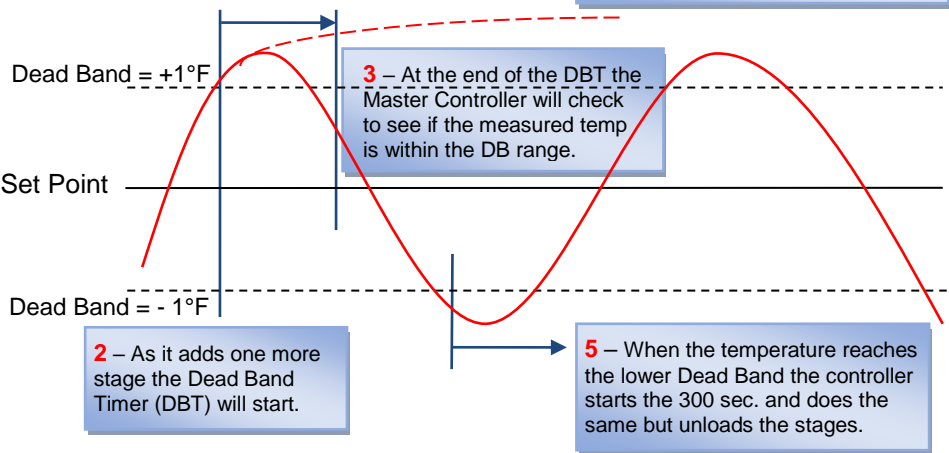 Dead Band = +1°F
3 – At the end of the DBT the
Master Controller will check
to see if the measured temp
is within the DB range.
Set Point
Dead Band = - 1°F
2 – As it adds one more
stage the Dead Band
Timer (DBT) will start.
5 – When the temperature reaches
the lower Dead Band the controller
starts the 300 sec. and does the
same but unloads the stages.